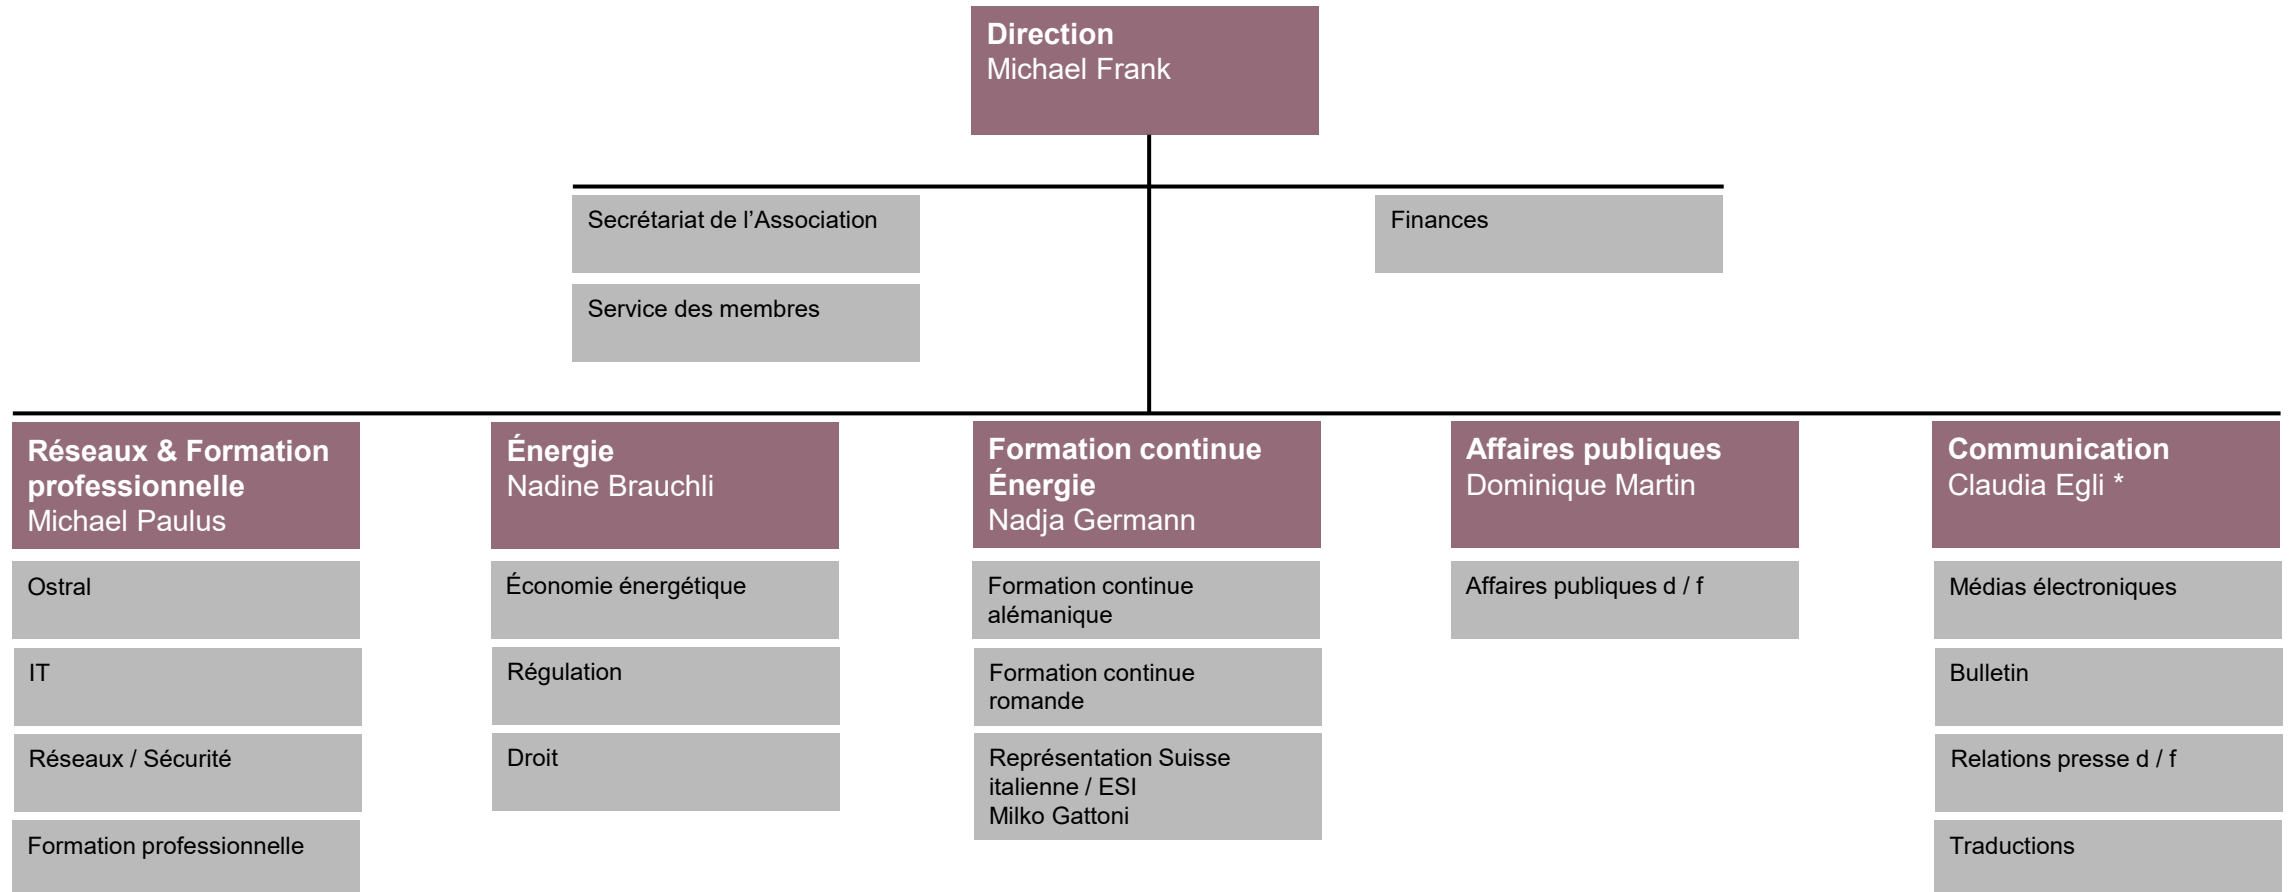 Direction
Michael Frank
Secrétariat de l’Association
Finances
Service des membres
Réseaux & Formation
professionnelle
Michael Paulus
Ostral
IT
Réseaux / Sécurité
Formation professionnelle
Énergie
Nadine Brauchli
Économie énergétique
Régulation
Droit
Formation continue
Énergie
Nadja Germann
Formation continue
alémanique
Formation continue
romande
Représentation Suisse
italienne / ESI
Milko Gattoni
Affaires publiques
Dominique Martin
Affaires publiques d / f
Communication
Claudia Egli *
Médias électroniques
Bulletin
Relations presse d / f
Traductions